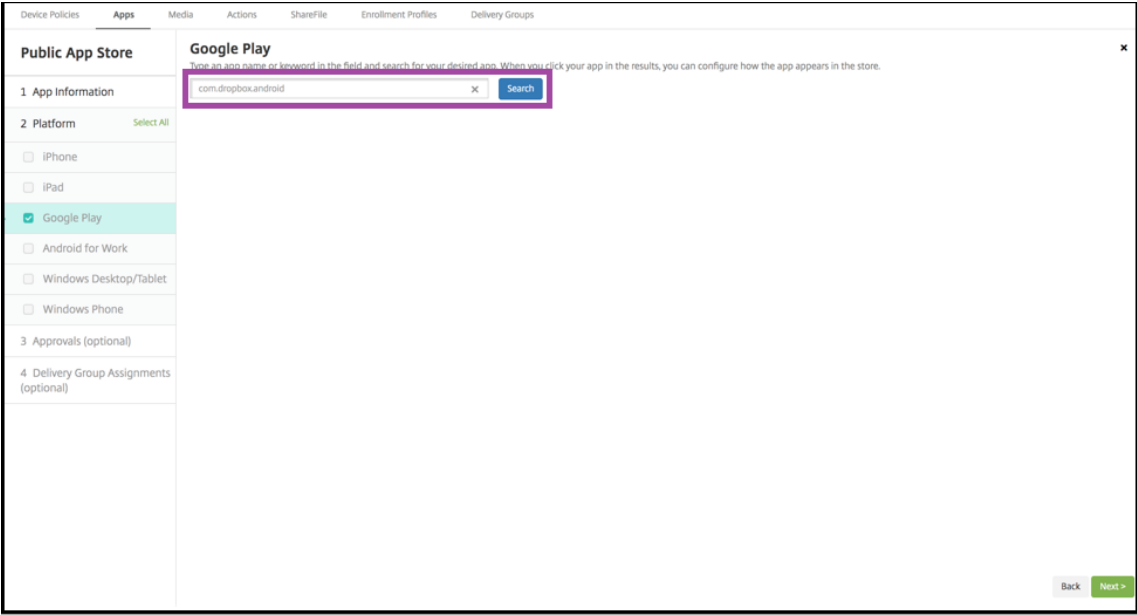 Device Policies Apps Media Actions ShareFile Enrollment Profiles Delivery Groups
Public App Store
1 App Information
2 Platform Select All
iPhone
iPad
Google Play
Android for Work
Windows Desktop/Tablet
Windows Phone
3 Approvals (optional)
4 Delivery Group Assignments
(optional)
Google Play
Type an app name or keyword in the field and search for your desired app. When you click your app in the results, you can configure how the app appears in the store.
com.dropbox.android Search
Back Next >